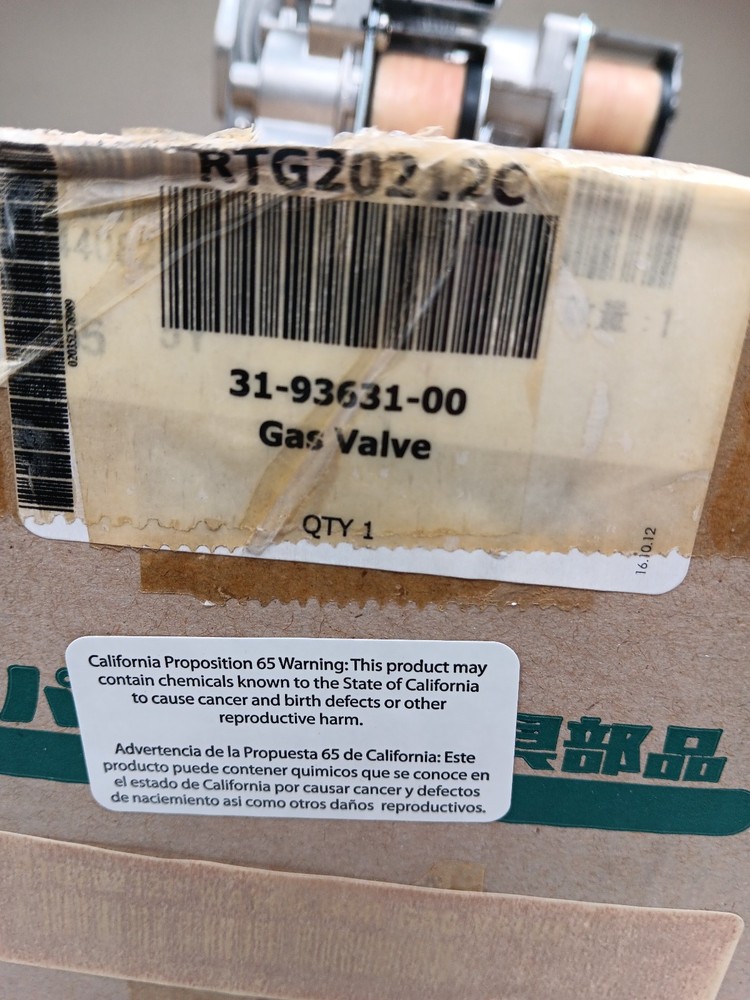 RTG20212C
31-93631-00
Gas Valve
QTY 1
16.10.12
California Proposition 65 Warning: This product may
contain chemicals known to the State of California
to cause cancer and birth defects or other
reproductive harm.
Advertencia de la Propuesta 65 de California: Este
producto puede contener quimicos que se conoce en
el estado de California por causar cancer y defectos
de naciemiento asi como otros daños reproductivos.
具部品